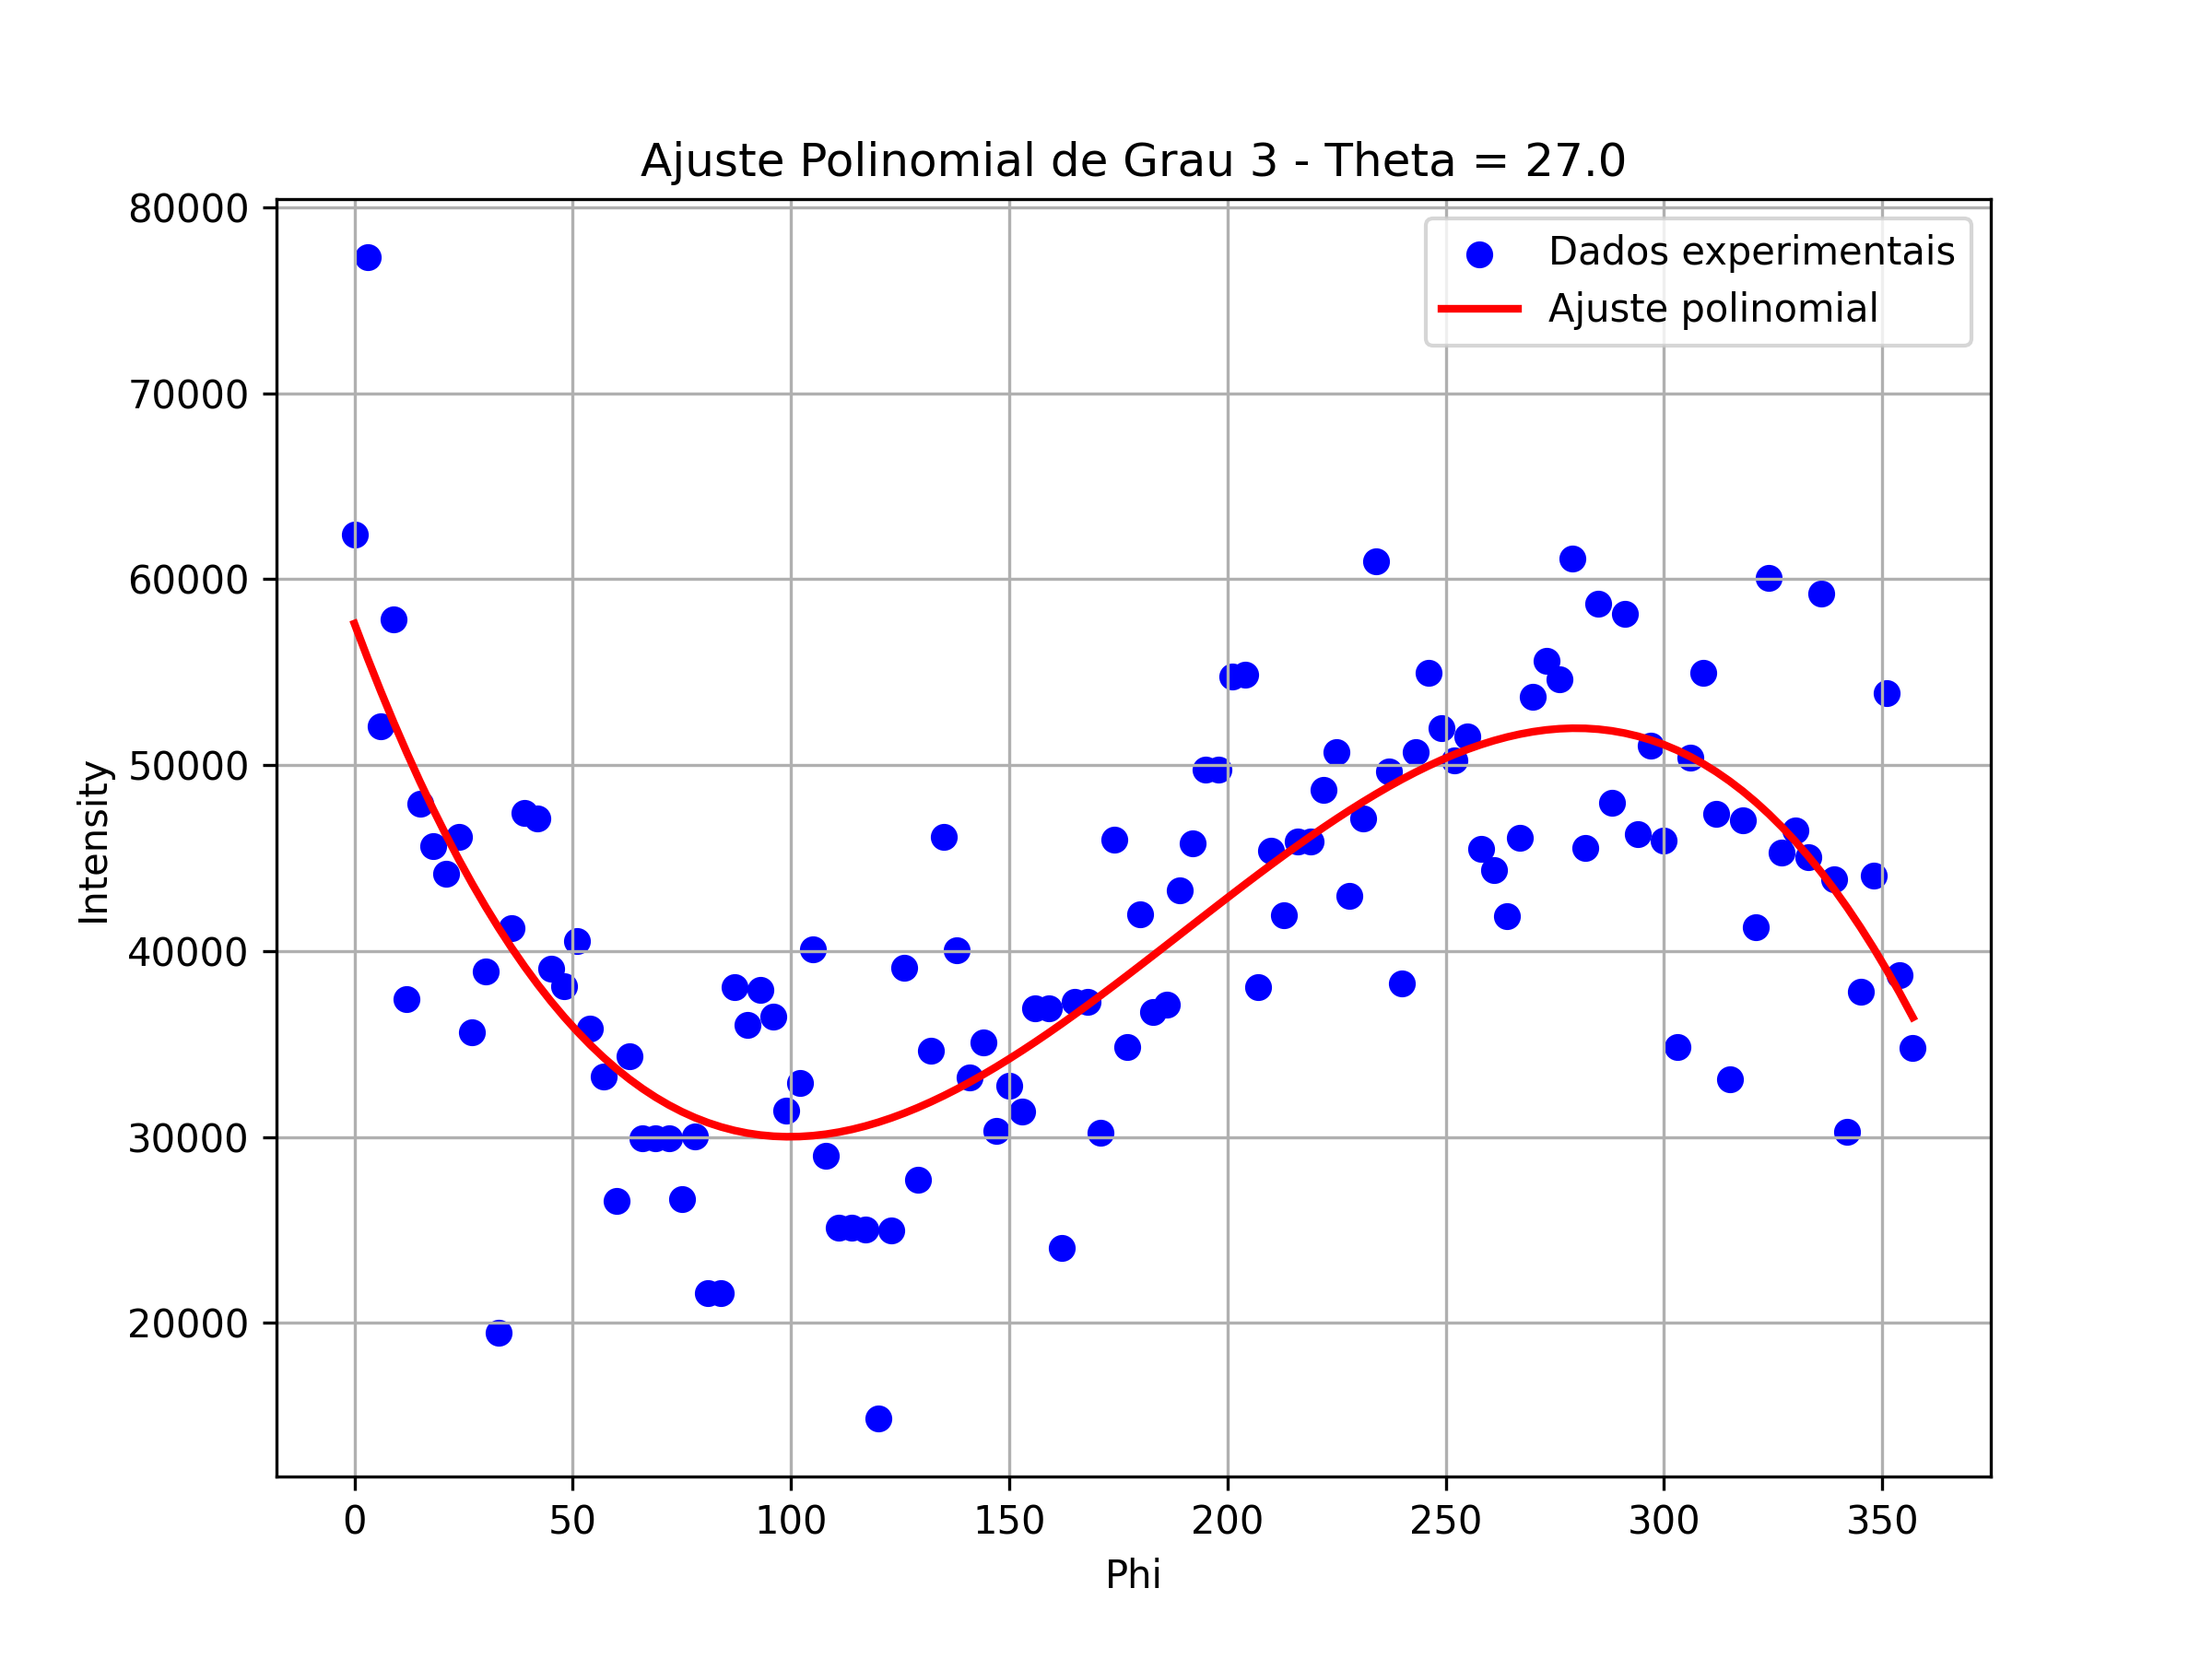 Ajuste Polinomial de Grau 3 - Theta = 27.0
80000
70000
60000
50000
40000
30000
20000
Intensity
Dados experimentais
Ajuste polinomial
0 50 100 150 200 250 300 350
Phi